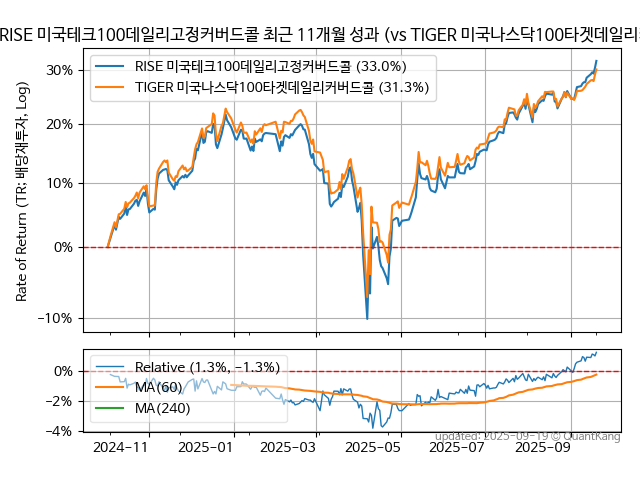 RISE 미국테크100데일리고정커버드콜 최근 11개월 성과 (vs TIGER 미국나스닥100타겟데일리
RISE 미국테크100데일리고정커버드콜 (33.0%)
TIGER 미국나스닥100타겟데일리커버드콜 (31.3%)
Rate of Return (TR: 배당재투자, Log)
30%
20%
10%
0%
−10%
Relative (1.3%, −1.3%)
MA(60)
MA(240)
0%
−2%
−4%
2024−11
2025−01
2025−03
2025−05
2025−07
2025−09
updated: 2025-09-19 © QuantKang